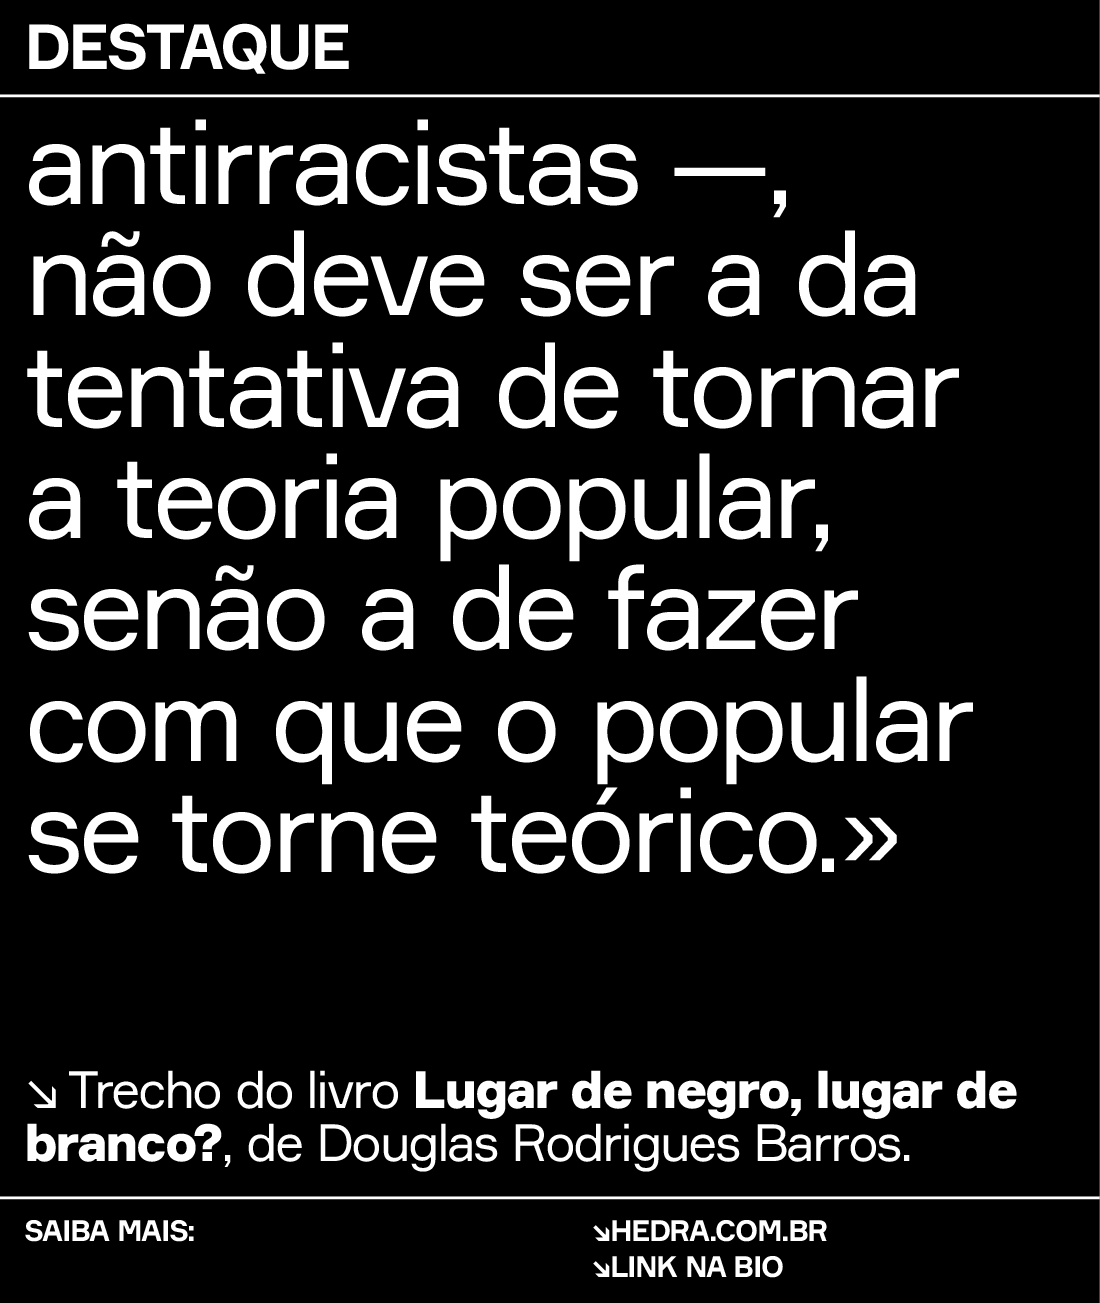 DESTAQUE
antirracistas —,
não deve ser a da
tentativa de tornar
a teoria popular,
senão a de fazer
com que o popular
se torne teórico.»
↘ Trecho do livro Lugar de negro, lugar de
branco?, de Douglas Rodrigues Barros.
SAIBA MAIS:
↘HEDRA.COM.BR
↘LINK NA BIO